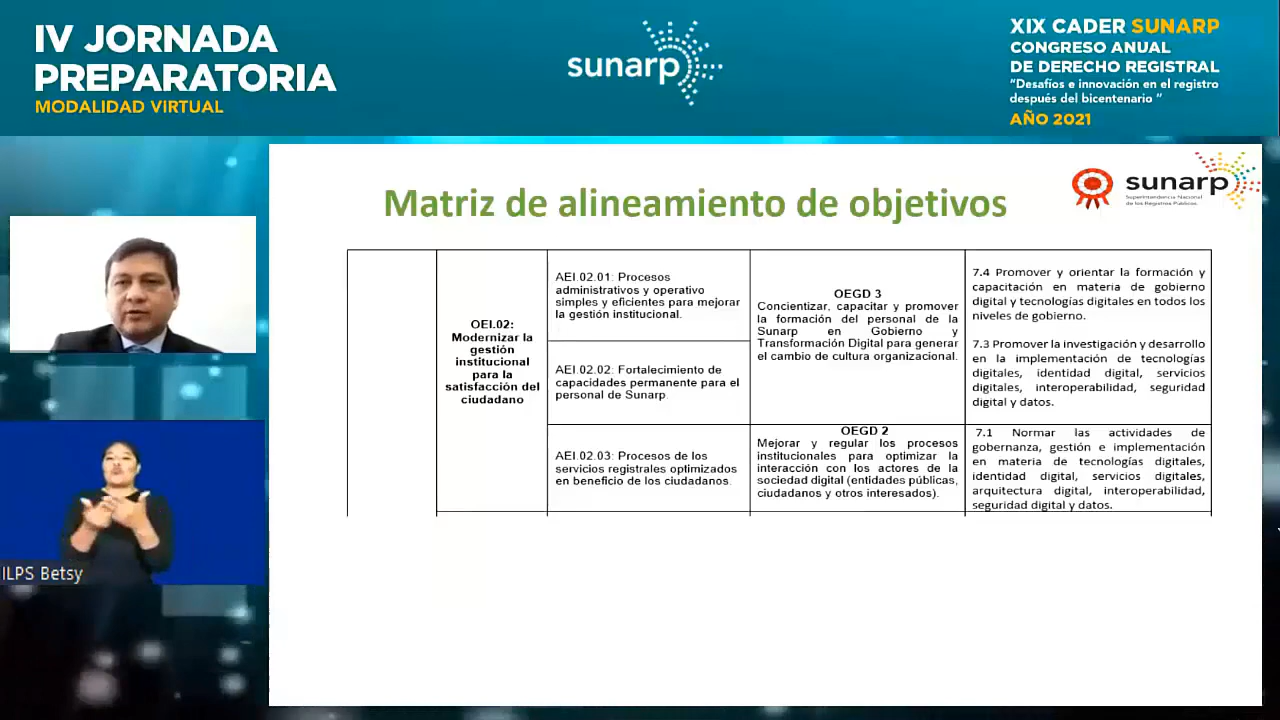 IV JORNADA
PREPARATORIA
MODALIDAD VIRTUAL
sunarp
XIX CADER SUNARP
CONGRESO ANUAL
DE DERECHO REGISTRAL
"Desafíos e innovación en el registro
después del bicentenario "
AÑO 2021
Matriz de alineamiento de objetivos
sunarp
Superintendencia Nacional
de los Registros Públicos
OEI.02:
Modernizar la
gestión
institucional
para la
satisfacción del
ciudadano
AEI.02.01: Procesos
administrativos y operativo
simples y eficientes para mejorar
la gestión institucional.
AEI.02.02: Fortalecimiento de
capacidades permanente para el
personal de Sunarp.
AEI.02.03: Procesos de los
servicios registrales optimizados
en beneficio de los ciudadanos.
OEGD 3
Concientizar, capacitar y promover
la formación del personal de la
Sunarp en Gobierno y
Transformación Digital para generar
el cambio de cultura organizacional.
OEGD 2
Mejorar y regular los procesos
institucionales para optimizar la
interacción con los actores de la
sociedad digital (entidades públicas,
ciudadanos y otros interesados).
7.4 Promover y orientar la formación y
capacitación en materia de gobierno
digital y tecnologías digitales en todos los
niveles de gobierno.
7.3 Promover la investigación y desarrollo
en la implementación de tecnologías
digitales, identidad digital, servicios
digitales, interoperabilidad, seguridad
digital y datos.
7.1 Normar las actividades de
gobernanza, gestión e implementación
en materia de tecnologías digitales,
identidad digital, servicios digitales,
arquitectura digital, interoperabilidad,
seguridad digital y datos.
ILPS Betsy